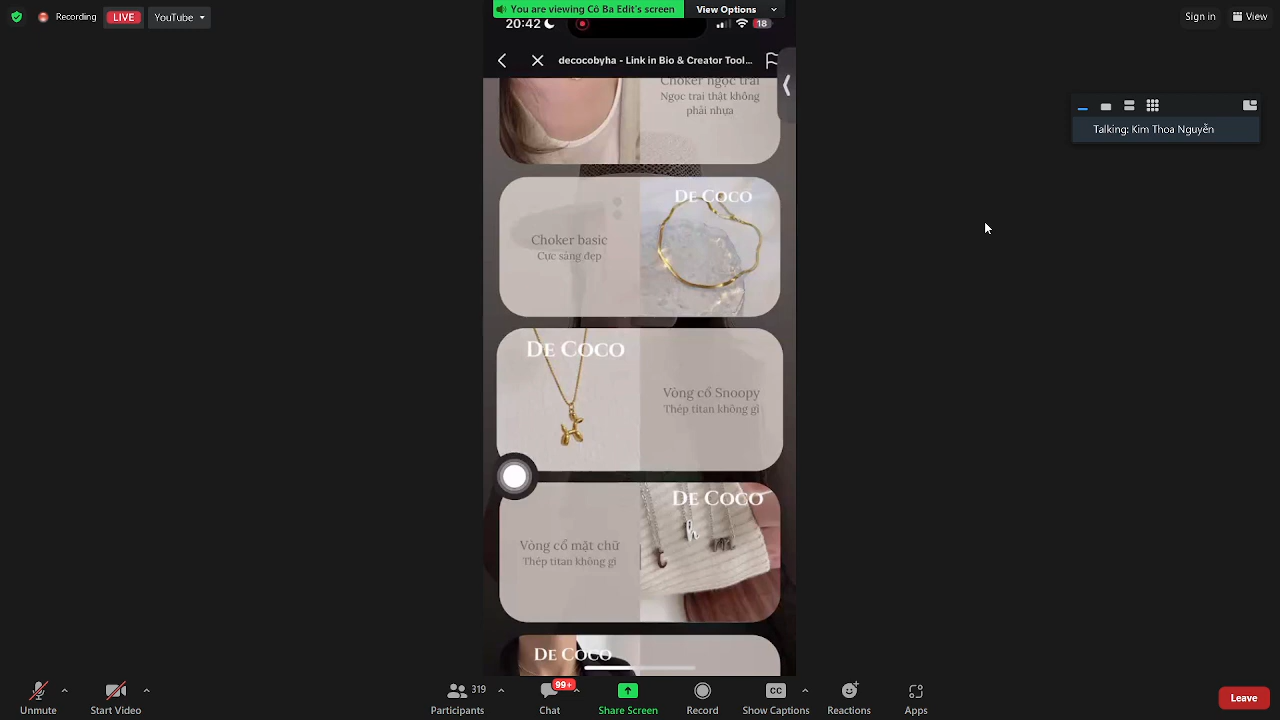 You are viewing Cô Ba Edit's screen
View Options
Recording
LIVE
YouTube
Sign in
View
20:42
18
decocobyha - Link in Bio & Creator Tool...
Choker ngọc trai
Ngọc trai thật không
phải nhựa
Talking: Kim Thoa Nguyễn
DE COCO
Choker basic
Cực sáng đẹp
DE COCO
Vòng cổ Snoopy
Thép titan không gỉ
DE COCO
Vòng cổ mặt chữ
Thép titan không gỉ
t
h
m
DE COCO
Unmute
Start Video
Participants
319
Chat
99+
Share Screen
Record
CC
Show Captions
Reactions
Apps
Leave